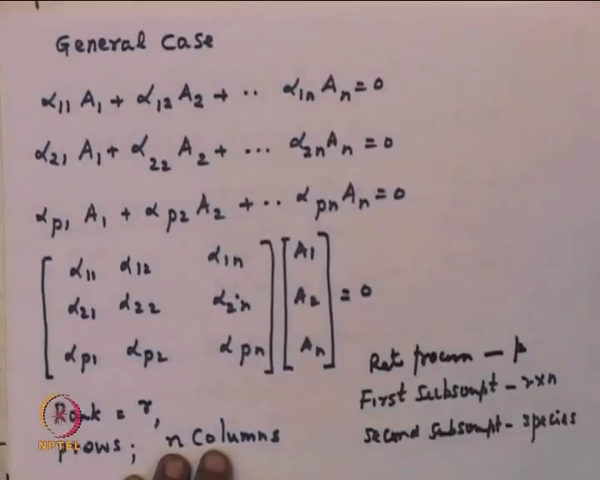 General Case
α11 A1 + α12 A2 + .. α1n An = 0
α21 A1 + α22 A2 + ... α2n An = 0
αp1 A1 + αp2 A2 + .. αpn An = 0
[ α11 α12 α1n ] [ A1 ]
[ α21 α22 α2n ] [ A2 ] = 0
[ αp1 αp2 αpn ] [ An ]
Rate process - p
First Subscript - rxn
Second subscript - species
Rank = r,
p rows; n Columns
NPTEL